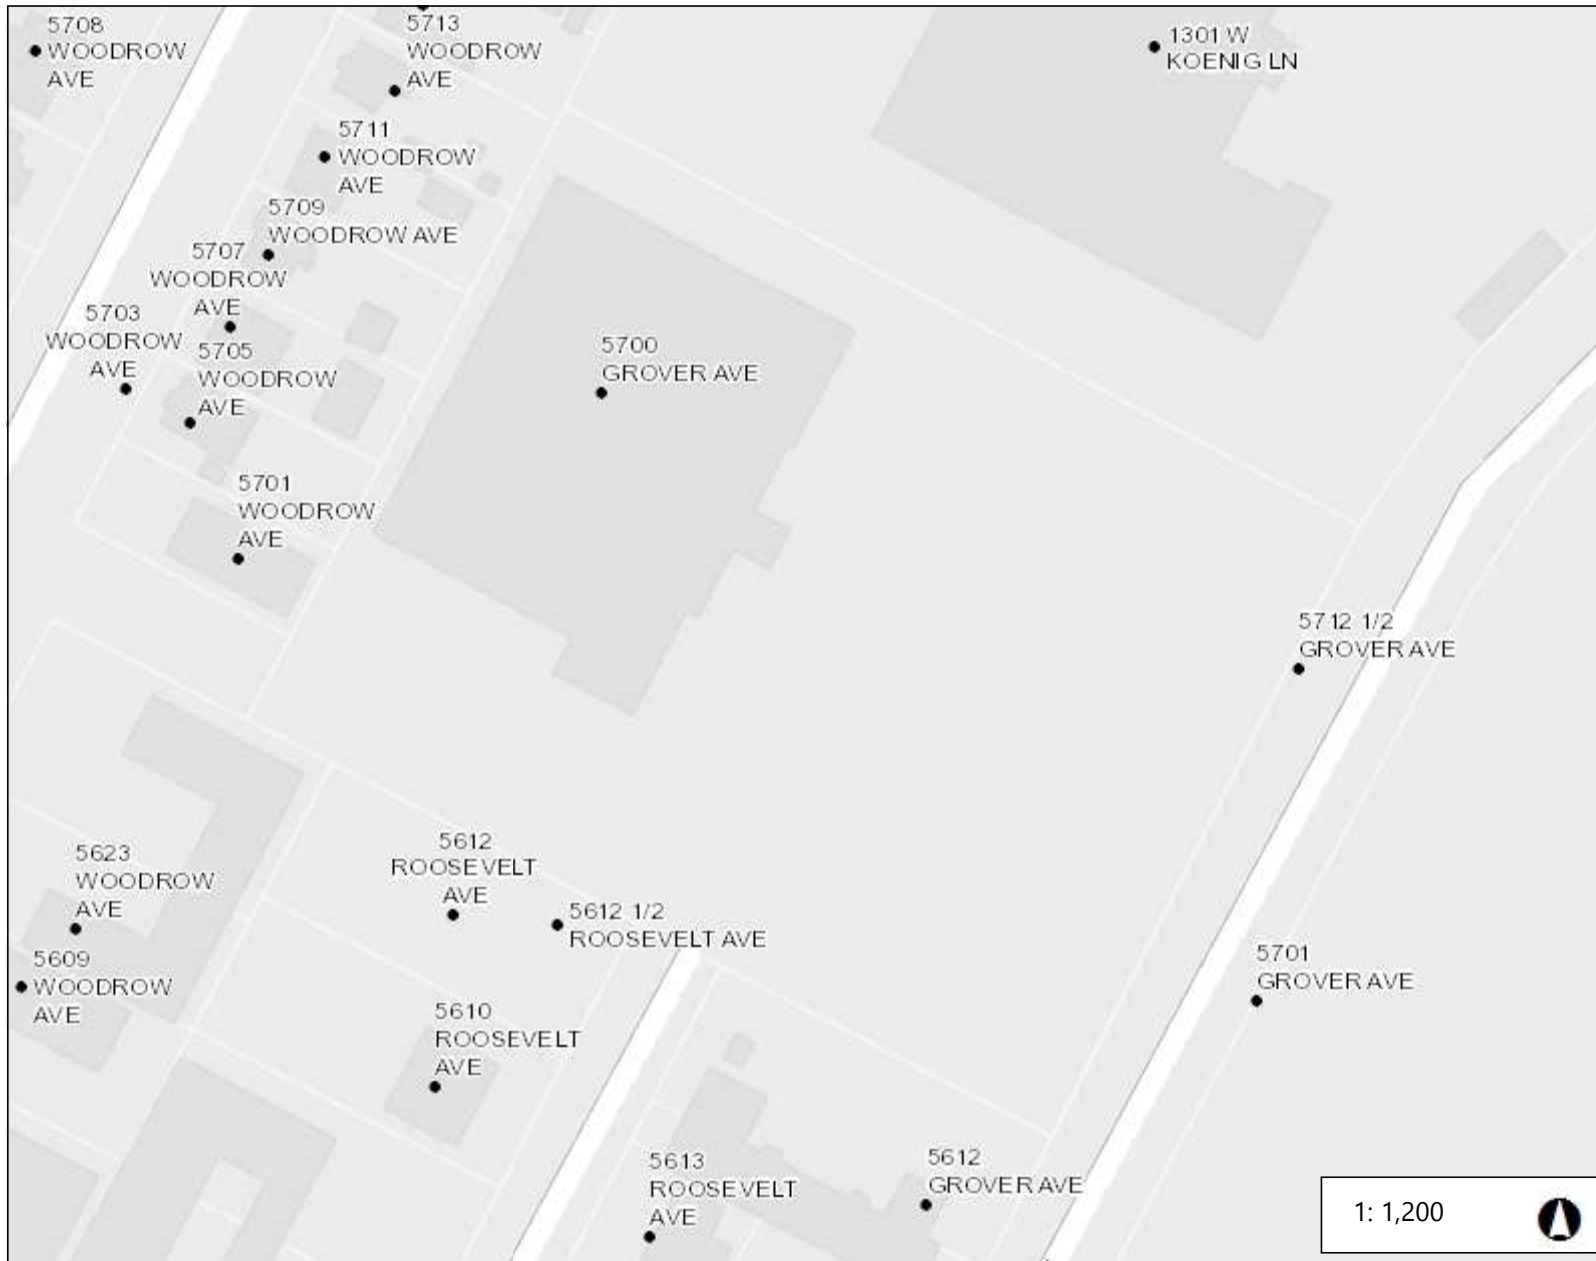 5708
WOODROW
AVE
5713
WOODROW
AVE
1301 W
KOENIG LN
5711
WOODROW
AVE
5709
WOODROW AVE
5707
WOODROW
AVE
5703
WOODROW
AVE
5705
WOODROW
AVE
5700
GROVER AVE
5701
WOODROW
AVE
5712 1/2
GROVER AVE
5612
ROOSEVELT
AVE
5623
WOODROW
AVE
5612 1/2
ROOSEVELT AVE
5609
WOODROW
AVE
5701
GROVER AVE
5610
ROOSEVELT
AVE
5613
ROOSEVELT
AVE
5612
GROVER AVE
1: 1,200